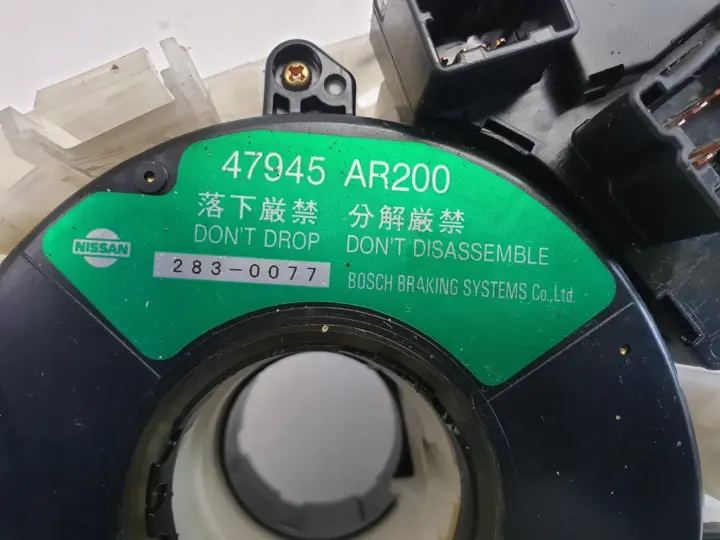 47945 AR200
落下厳禁 分解厳禁
DON'T DROP DON'T DISASSEMBLE
NISSAN
283-0077 BOSCH BRAKING SYSTEMS Co., Ltd.